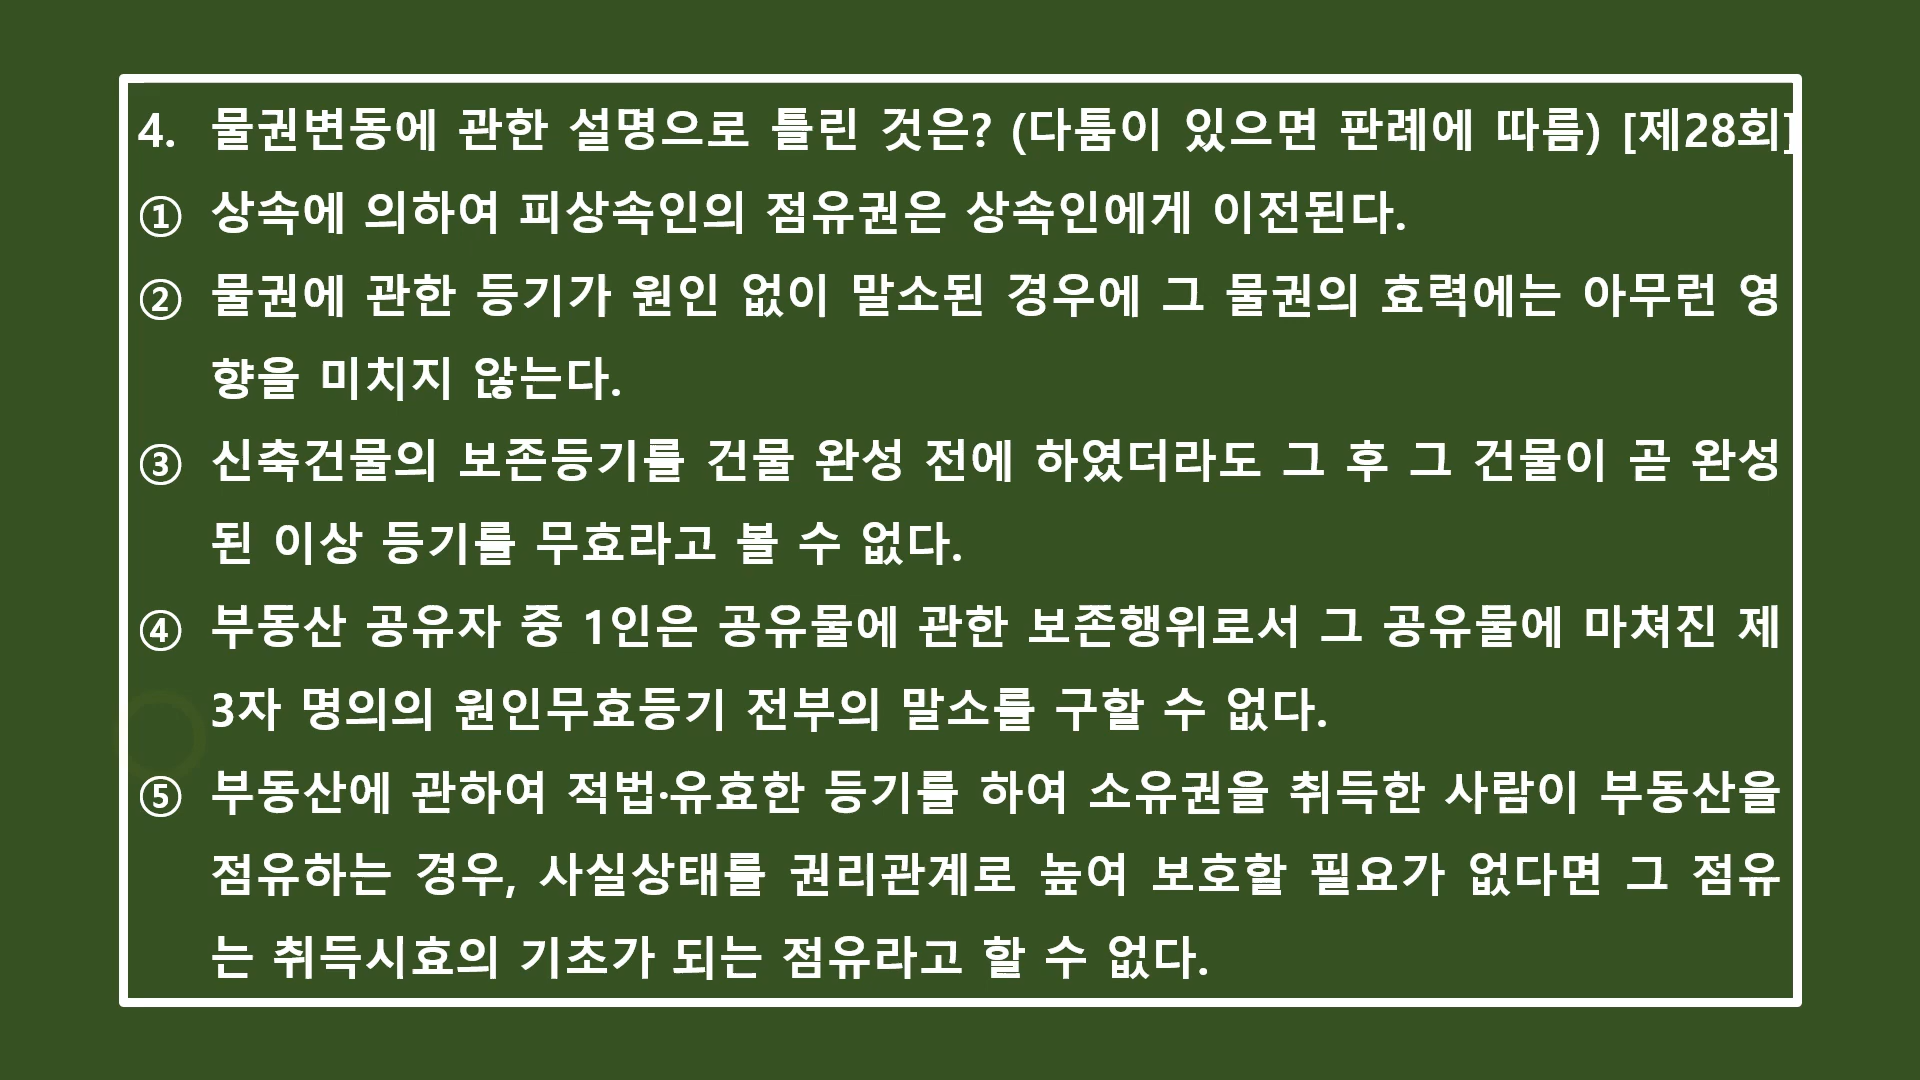 4. 물권변동에 관한 설명으로 틀린 것은? (다툼이 있으면 판례에 따름) [제28회]
① 상속에 의하여 피상속인의 점유권은 상속인에게 이전된다.
② 물권에 관한 등기가 원인 없이 말소된 경우에 그 물권의 효력에는 아무런 영
향을 미치지 않는다.
③ 신축건물의 보존등기를 건물 완성 전에 하였더라도 그 후 그 건물이 곧 완성
된 이상 등기를 무효라고 볼 수 없다.
④ 부동산 공유자 중 1인은 공유물에 관한 보존행위로서 그 공유물에 마쳐진 제
3자 명의의 원인무효등기 전부의 말소를 구할 수 없다.
⑤ 부동산에 관하여 적법·유효한 등기를 하여 소유권을 취득한 사람이 부동산을
점유하는 경우, 사실상태를 권리관계로 높여 보호할 필요가 없다면 그 점유
는 취득시효의 기초가 되는 점유라고 할 수 없다.